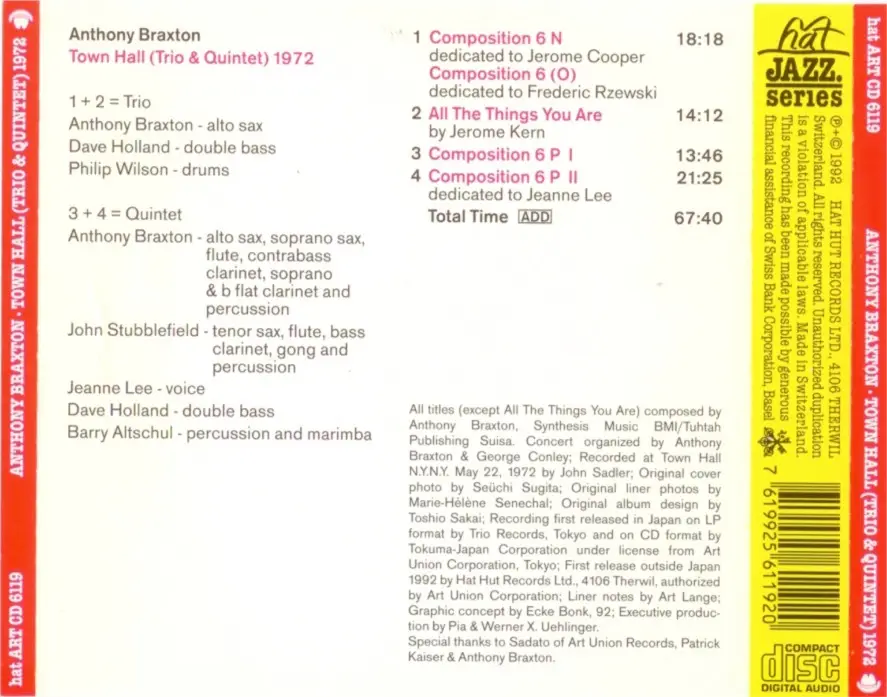 Anthony Braxton
Town Hall (Trio & Quintet) 1972
1 + 2 = Trio
Anthony Braxton - alto sax
Dave Holland - double bass
Philip Wilson - drums
3 + 4 = Quintet
Anthony Braxton - alto sax, soprano sax,
flute, contrabass
clarinet, soprano
& b flat clarinet and
percussion
John Stubblefield - tenor sax, flute, bass
clarinet, gong and
percussion
Jeanne Lee - voice
Dave Holland - double bass
Barry Altschul - percussion and marimba
1 Composition 6 N 18:18
dedicated to Jerome Cooper
Composition 6 (O)
dedicated to Frederic Rzewski
2 All The Things You Are 14:12
by Jerome Kern
3 Composition 6 P I 13:46
4 Composition 6 P II 21:25
dedicated to Jeanne Lee
Total Time ADD 67:40
All titles (except All The Things You Are) composed by
Anthony Braxton, Synthesis Music BMI/Tuhtah
Publishing Suisa. Concert organized by Anthony
Braxton & George Conley; Recorded at Town Hall
N.Y.N.Y. May 22, 1972 by John Sadler; Original cover
photo by Seüchi Sugita; Original liner photos by
Marie-Hélène Senechal; Original album design by
Toshio Sakai; Recording first released in Japan on LP
format by Trio Records, Tokyo and on CD format by
Tokuma-Japan Corporation under license from Art
Union Corporation, Tokyo; First release outside Japan
1992 by Hat Hut Records Ltd., 4106 Therwil, authorized
by Art Union Corporation; Liner notes by Art Lange;
Graphic concept by Ecke Bonk, 92; Executive produc-
tion by Pia & Werner X. Uehlinger.
Special thanks to Sadato of Art Union Records, Patrick
Kaiser & Anthony Braxton.
hat
JAZZ.
series
℗+© 1992 HAT HUT RECORDS LTD., 4106 THERWIL
Switzerland. All rights reserved. Unauthorized duplication
is a violation of applicable laws. Made in Switzerland.
This recording has been made possible by generous
financial assistance of Swiss Bank Corporation, Basel
7 619925 611920
COMPACT
disc
DIGITAL AUDIO
hat ART CD 6119 ANTHONY BRAXTON · TOWN HALL (TRIO & QUINTET) 1972
hat ART CD 6119 ANTHONY BRAXTON · TOWN HALL (TRIO & QUINTET) 1972